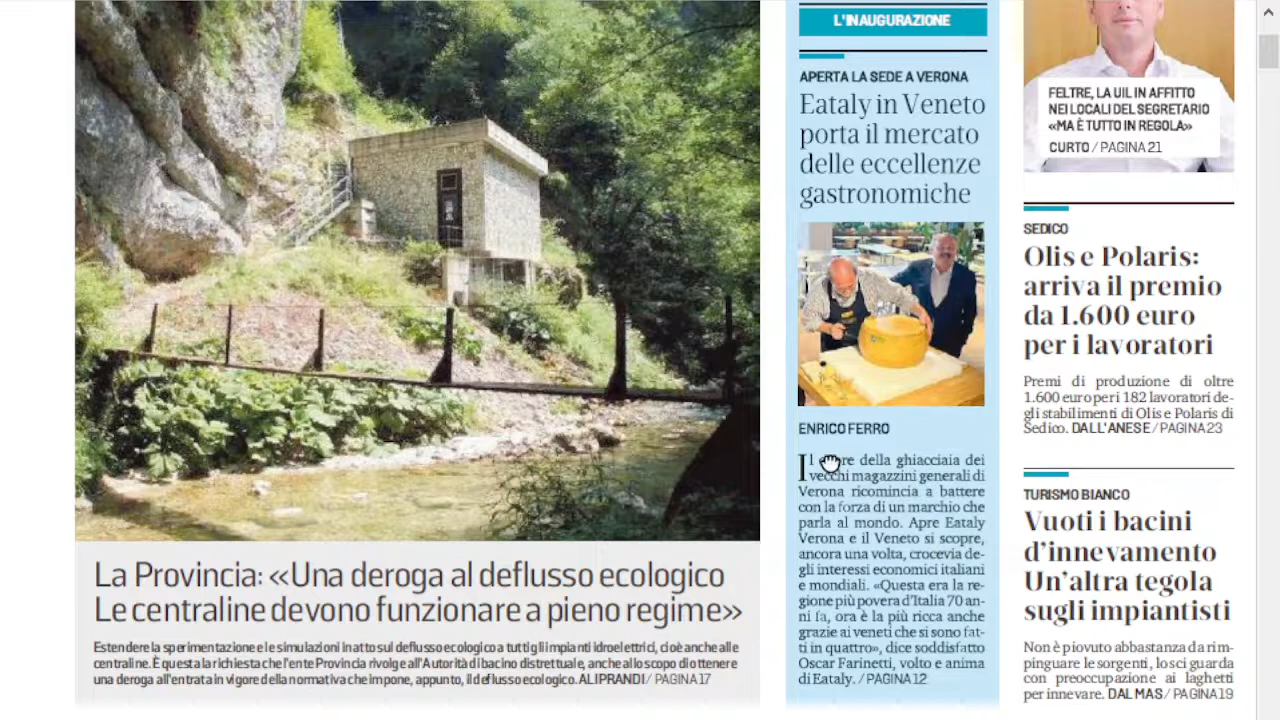 La Provincia: «Una deroga al deflusso ecologico
Le centraline devono funzionare a pieno regime»
Estendere la sperimentazione e le simulazioni in atto sul deflusso ecologico a tutti gli impianti idroelettrici, cioè anche alle
centraline. È questa la richiesta che l'ente Provincia rivolge all'Autorità di bacino distrettuale, anche allo scopo di ottenere
una deroga all'entrata in vigore della normativa che impone, appunto, il deflusso ecologico. ALIPRANDI / PAGINA 17
L'INAUGURAZIONE
APERTA LA SEDE A VERONA
Eataly in Veneto
porta il mercato
delle eccellenze
gastronomiche
ENRICO FERRO
Il cuore della ghiacciaia dei
vecchi magazzini generali di
Verona ricomincia a battere
con la forza di un marchio che
parla al mondo. Apre Eataly
Verona e il Veneto si scopre,
ancora una volta, crocevia de-
gli interessi economici italiani
e mondiali. «Questa era la re-
gione più povera d'Italia 70 an-
ni fa, ora è la più ricca anche
grazie ai veneti che si sono fat-
ti in quattro», dice soddisfatto
Oscar Farinetti, volto e anima
di Eataly. / PAGINA 12
FELTRE, LA UIL IN AFFITTO
NEI LOCALI DEL SEGRETARIO
«MA È TUTTO IN REGOLA»
CURTO / PAGINA 21
SEDICO
Olis e Polaris:
arriva il premio
da 1.600 euro
per i lavoratori
Premi di produzione di oltre
1.600 euro per i 182 lavoratori de-
gli stabilimenti di Olis e Polaris di
Sedico. DALL'ANESE / PAGINA 23
TURISMO BIANCO
Vuoti i bacini
d'innevamento
Un'altra tegola
sugli impiantisti
Non è piovuto abbastanza da rim-
pinguare le sorgenti, lo sci guarda
con preoccupazione ai laghetti
per innevare. DAL MAS / PAGINA 19